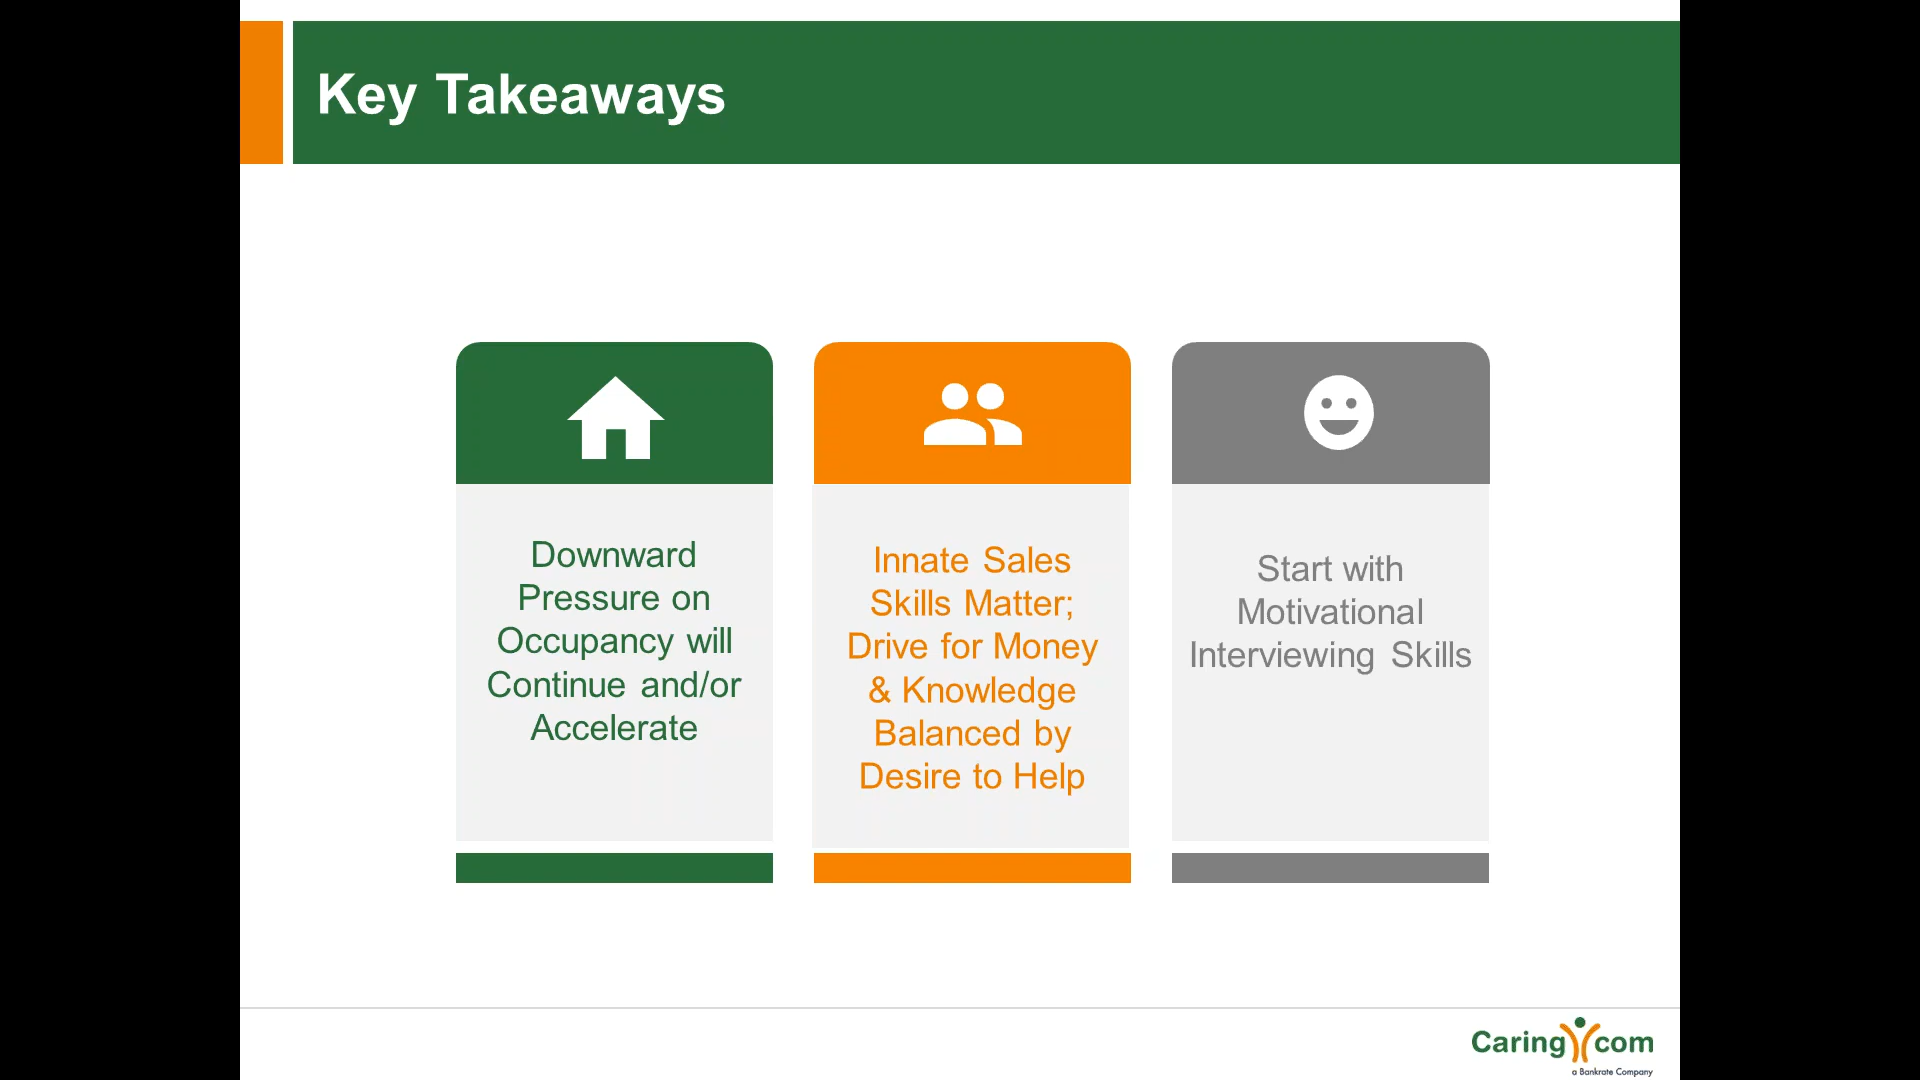 Key Takeaways
Downward
Pressure on
Occupancy will
Continue and/or
Accelerate
Innate Sales
Skills Matter;
Drive for Money
& Knowledge
Balanced by
Desire to Help
Start with
Motivational
Interviewing Skills
Caring com
a Bankrate Company